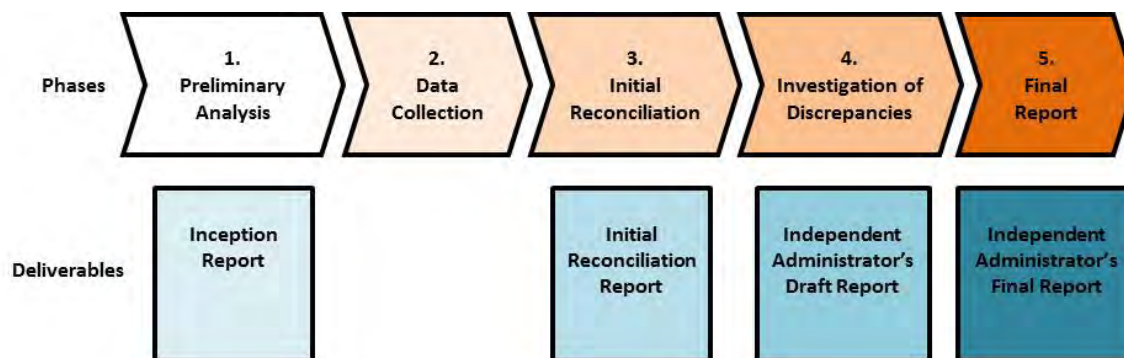 Phases
1.
Preliminary
Analysis
2.
Data
Collection
3.
Initial
Reconciliation
4.
Investigation of
Discrepancies
5.
Final
Report
Deliverables
Inception
Report
Initial
Reconciliation
Report
Independent
Administrator's
Draft Report
Independent
Administrator's
Final Report